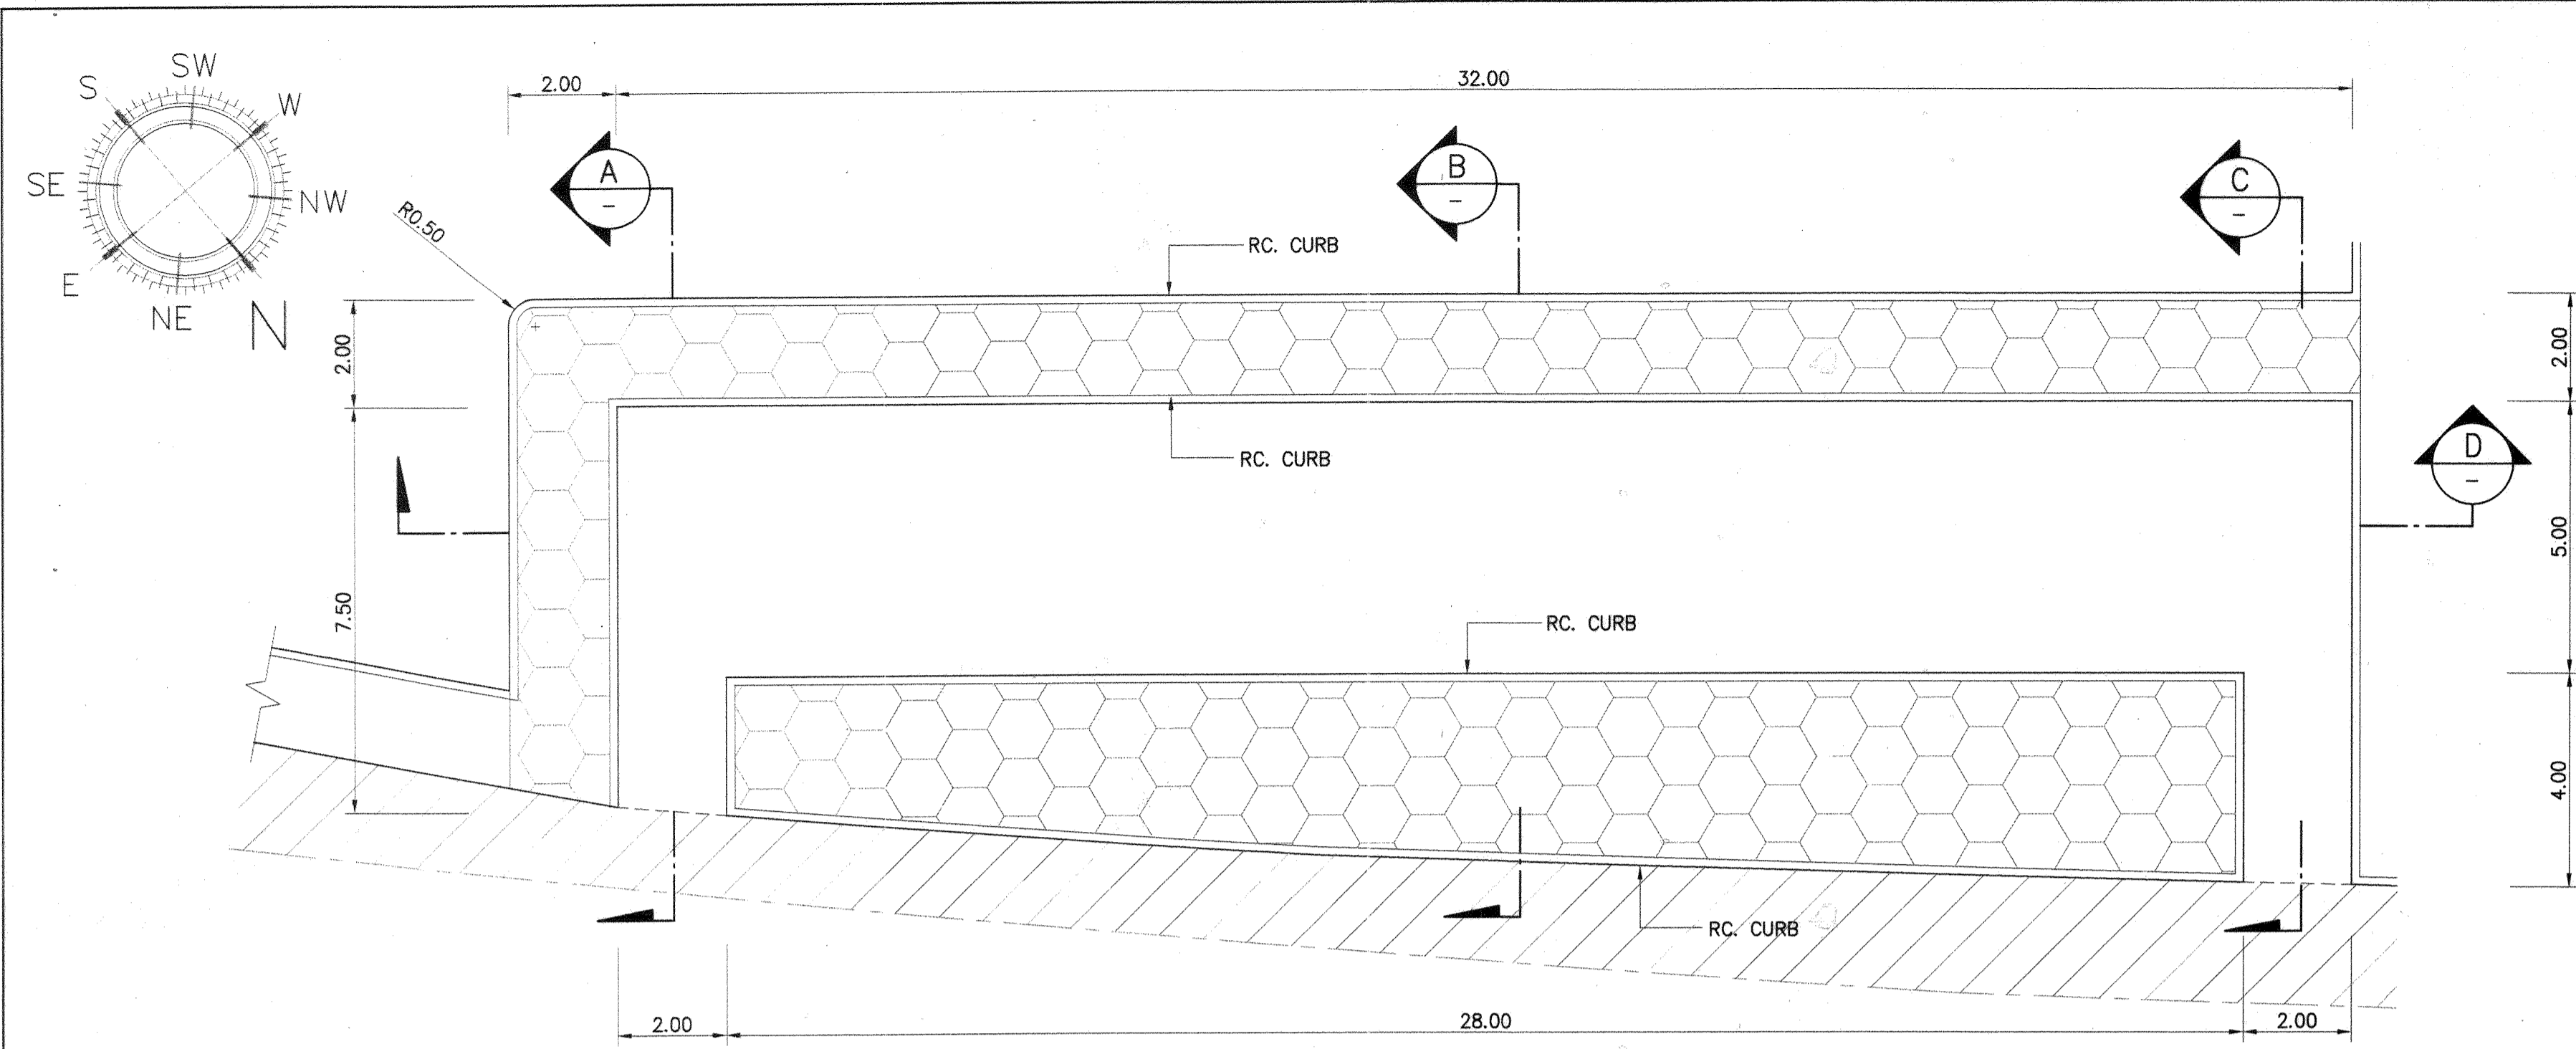 SW
S
W
2.00
32.00
A
-
B
-
C
-
SE
NW
R0.50
E
NE
N
RC. CURB
2.00
2.00
RC. CURB
D
-
5.00
7.50
RC. CURB
4.00
RC. CURB
2.00
28.00
2.00